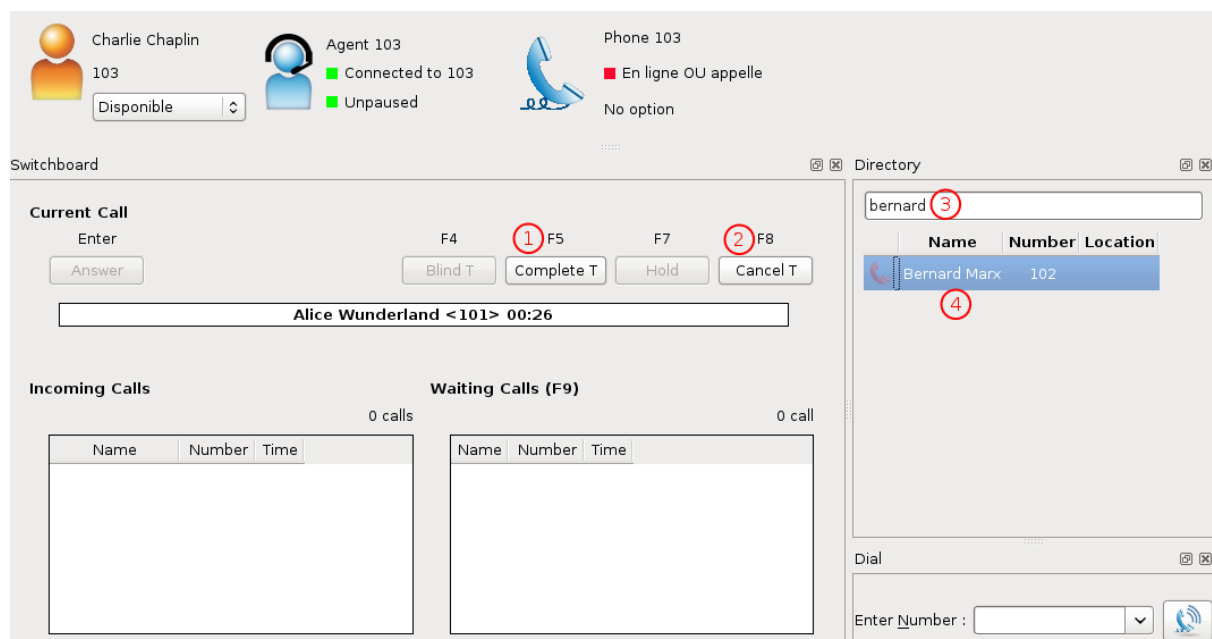 Charlie Chaplin
103
Disponible
Agent 103
Connected to 103
Unpaused
Phone 103
En ligne OU appelle
No option
Switchboard
Current Call
Enter
F4
1 F5
F7
2 F8
Answer
Blind T
Complete T
Hold
Cancel T
Alice Wunderland <101> 00:26
Incoming Calls
0 calls
Name Number Time
Waiting Calls (F9)
0 call
Name Number Time
Directory
bernard 3
Name Number Location
Bernard Marx 102
4
Dial
Enter Number :